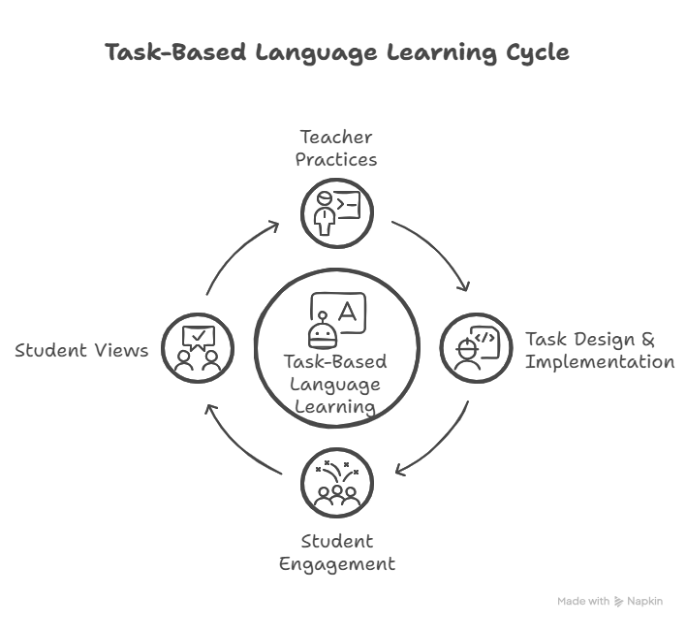 Task-Based Language Learning Cycle
Teacher
Practices
A
Task-Based
Language
Learning
Student Views
</>
Task Design &
Implementation
Student
Engagement
Made with Napkin